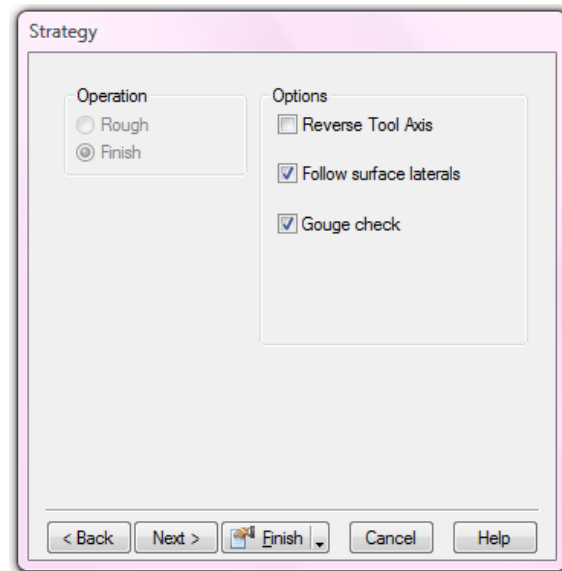 Strategy
Operation
Rough
Finish
Options
Reverse Tool Axis
Follow surface laterals
Gouge check
< Back Next > Finish Cancel Help